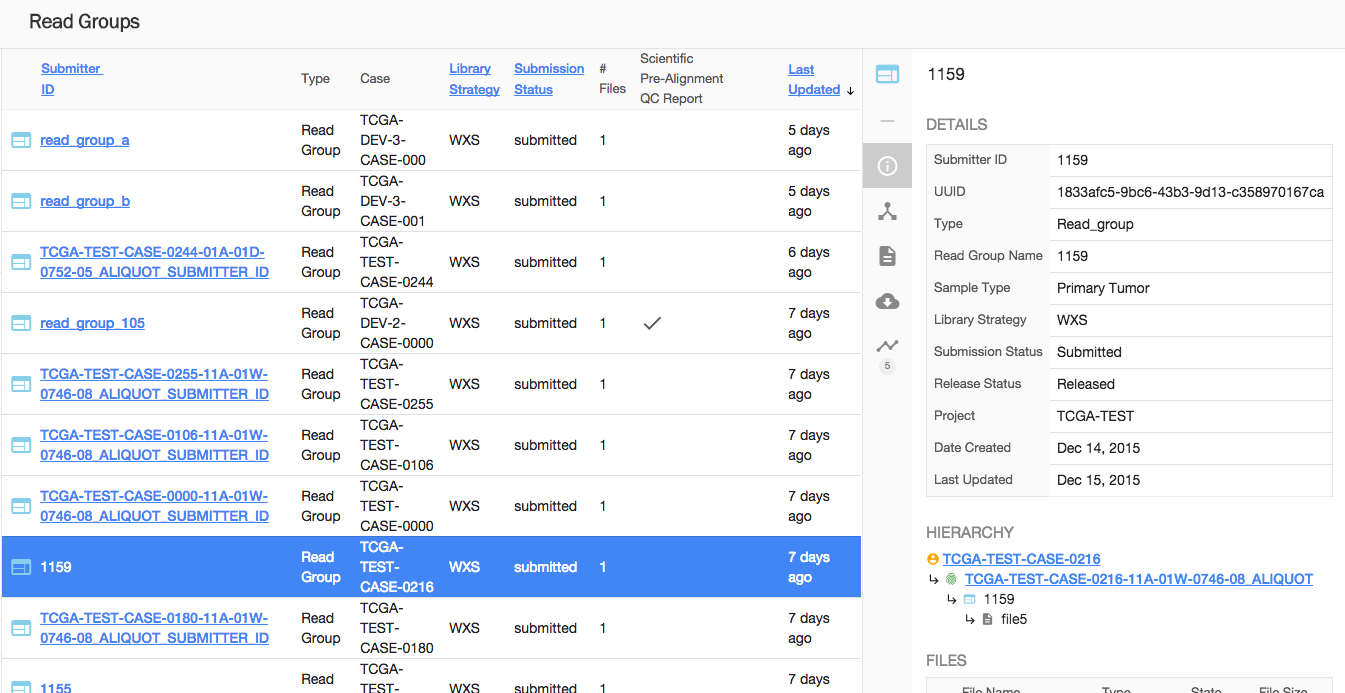 Read Groups
Submitter ID
Type
Case
Library Strategy
Submission Status
# Files
Scientific Pre-Alignment QC Report
Last Updated ↓
read_group_a Read Group TCGA-DEV-3-CASE-000 WXS submitted 1 5 days ago
read_group_b Read Group TCGA-DEV-3-CASE-001 WXS submitted 1 5 days ago
TCGA-TEST-CASE-0244-01A-01D-0752-05_ALIQUOT_SUBMITTER_ID Read Group TCGA-TEST-CASE-0244 WXS submitted 1 6 days ago
read_group_105 Read Group TCGA-DEV-2-CASE-0000 WXS submitted 1 ✓ 7 days ago
TCGA-TEST-CASE-0255-11A-01W-0746-08_ALIQUOT_SUBMITTER_ID Read Group TCGA-TEST-CASE-0255 WXS submitted 1 7 days ago
TCGA-TEST-CASE-0106-11A-01W-0746-08_ALIQUOT_SUBMITTER_ID Read Group TCGA-TEST-CASE-0106 WXS submitted 1 7 days ago
TCGA-TEST-CASE-0000-11A-01W-0746-08_ALIQUOT_SUBMITTER_ID Read Group TCGA-TEST-CASE-0000 WXS submitted 1 7 days ago
1159 Read Group TCGA-TEST-CASE-0216 WXS submitted 1 7 days ago
TCGA-TEST-CASE-0180-11A-01W-0746-08_ALIQUOT_SUBMITTER_ID Read Group TCGA-TEST-CASE-0180 WXS submitted 1 7 days ago
1155 Read TCGA-TEST- WXS submitted 1 7 days
5
1159
DETAILS
Submitter ID 1159
UUID 1833afc5-9bc6-43b3-9d13-c358970167ca
Type Read_group
Read Group Name 1159
Sample Type Primary Tumor
Library Strategy WXS
Submission Status Submitted
Release Status Released
Project TCGA-TEST
Date Created Dec 14, 2015
Last Updated Dec 15, 2015
HIERARCHY
TCGA-TEST-CASE-0216
↳ TCGA-TEST-CASE-0216-11A-01W-0746-08_ALIQUOT
↳ 1159
↳ file5
FILES
File Name Type State File Size